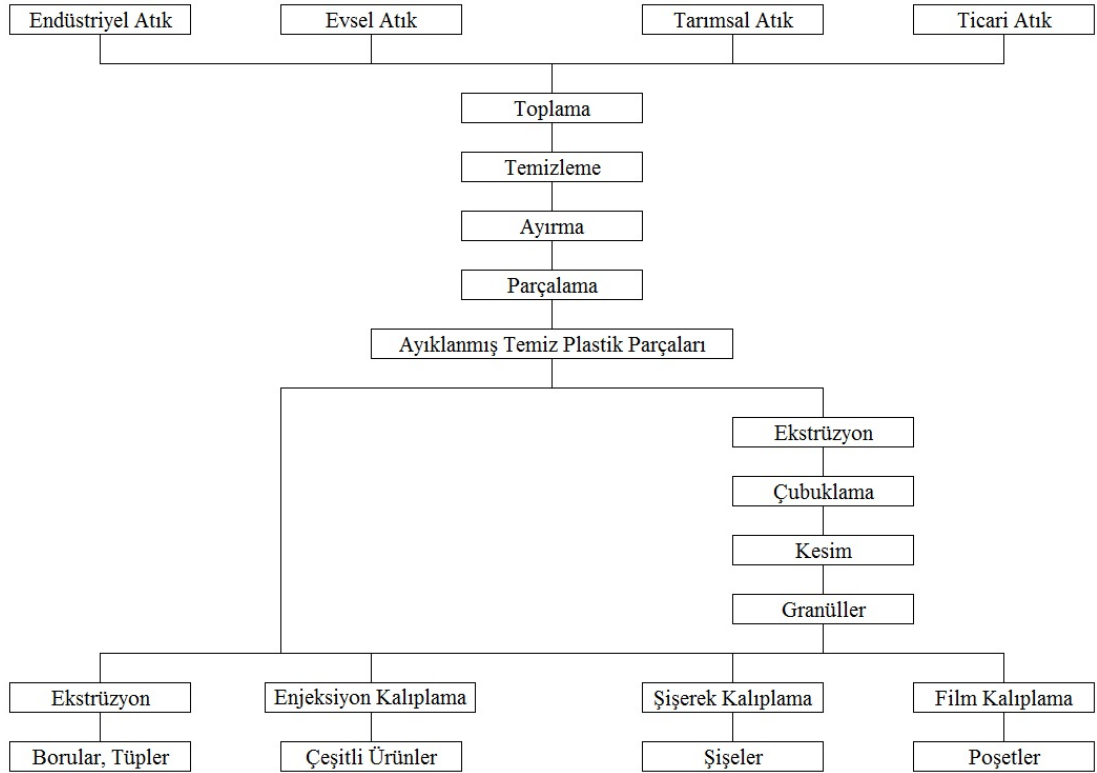 Endüstriyel Atık
Evsel Atık
Tarımsal Atık
Ticari Atık
Toplama
Temizleme
Ayırma
Parçalama
Ayıklanmış Temiz Plastik Parçaları
Ekstrüzyon
Çubuklama
Kesim
Granüller
Ekstrüzyon
Enjeksiyon Kalıplama
Şişerek Kalıplama
Film Kalıplama
Borular, Tüpler
Çeşitli Ürünler
Şişeler
Poşetler